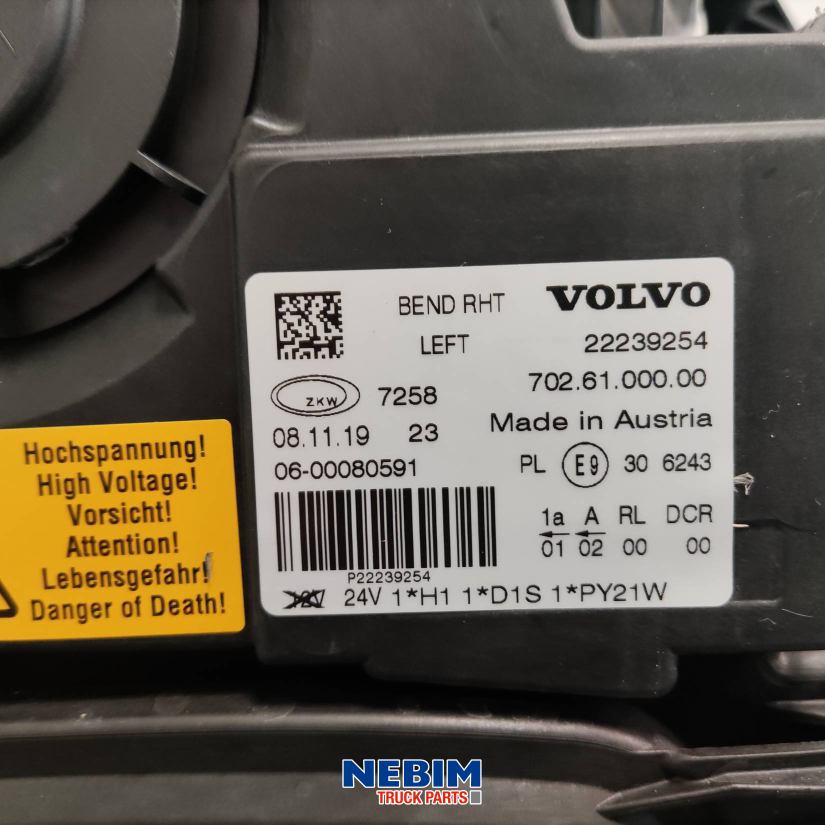 BEND RHT VOLVO
LEFT 22239254
702.61.000.00
ZKW 7258
Made in Austria
08.11.19 23
06-00080591
PL E9 30 6243
1a A RL DCR
01 02 00 00
P22239254
12V 24V 1*H1 1*D1S 1*PY21W
Hochspannung!
High Voltage!
Vorsicht!
Attention!
Lebensgefahr!
Danger of Death!
NEBIM
TRUCK PARTS